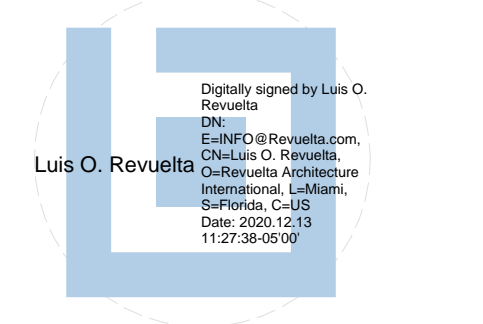 Luis O. Revuelta
Digitally signed by Luis O.
Revuelta
DN:
E=INFO@Revuelta.com,
CN=Luis O. Revuelta,
O=Revuelta Architecture
International, L=Miami,
S=Florida, C=US
Date: 2020.12.13
11:27:38-05'00'